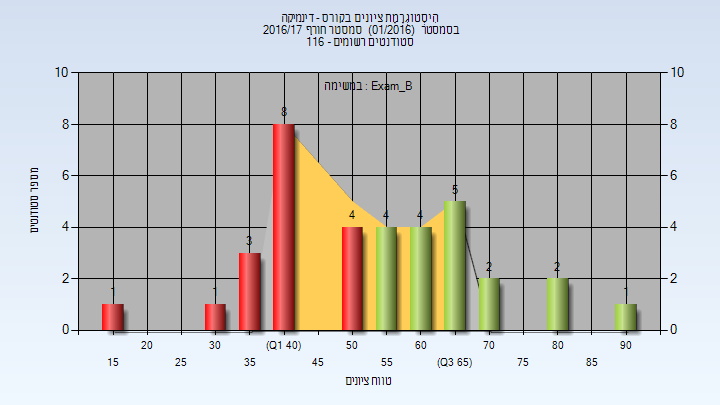 הִיסְטוֹגְרָמַת ציונים בקורס - דינמיקה
בסמסטר (01/2016) סמסטר חורף 2016/17
סטודנטים רשומים - 116
במשימה : Exam_B
מספר סטודנטים
10 10
8 8
6 6
4 4
2 2
0 0
1 1 3 8 4 4 4 5 2 2 1
20 30 (Q1 40) 50 60 70 80 90
15 25 35 45 55 (Q3 65) 75 85
טווח ציונים